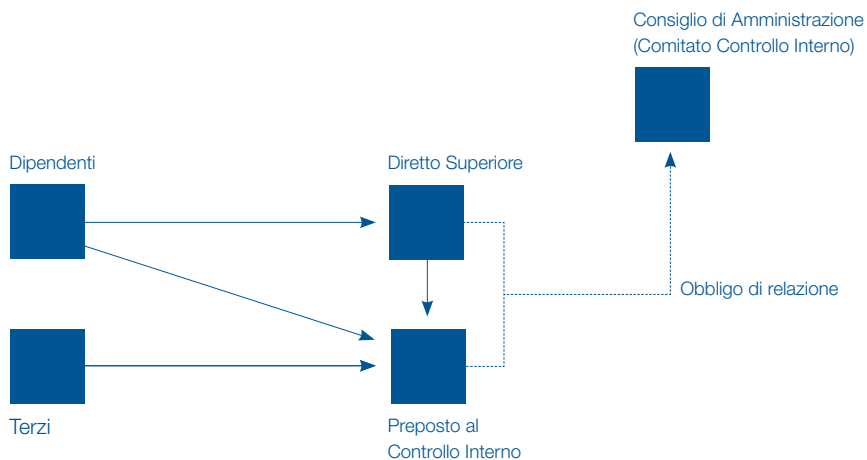 Consiglio di Amministrazione
(Comitato Controllo Interno)
Dipendenti
Diretto Superiore
Obbligo di relazione
Terzi
Preposto al
Controllo Interno